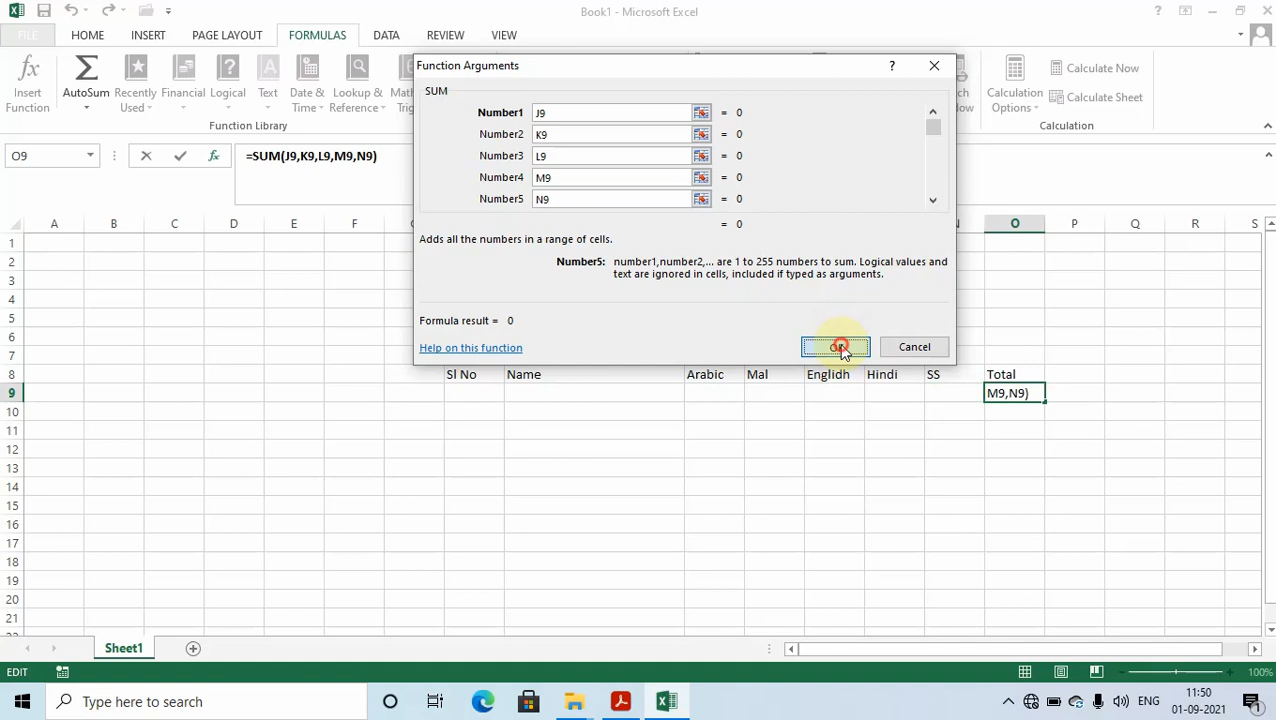 Book1 - Microsoft Excel
FILE HOME INSERT PAGE LAYOUT FORMULAS DATA REVIEW VIEW
Function Arguments
SUM
Number1 J9 = 0
Number2 K9 = 0
Number3 L9 = 0
Number4 M9 = 0
Number5 N9 = 0
= 0
Adds all the numbers in a range of cells.
Number5: number1,number2,... are 1 to 255 numbers to sum. Logical values and
text are ignored in cells, included if typed as arguments.
Formula result = 0
Help on this function
Cancel
fx
Insert
Function
AutoSum
Recently
Used
Financial
Logical
Text
Date &
Time
Lookup &
Reference
Function Library
Calculation
Options
Calculate Now
Calculate Sheet
Calculation
O9 fx =SUM(J9,K9,L9,M9,N9)
A B C D E F O P Q R S
1
2
3
4
5
6
7
8 Sl No Name Arabic Mal Englidh Hindi SS Total
9 M9,N9)
10
11
12
13
14
15
16
17
18
19
20
21
Sheet1
EDIT 100%
Type here to search
ENG
11:50
01-09-2021
1